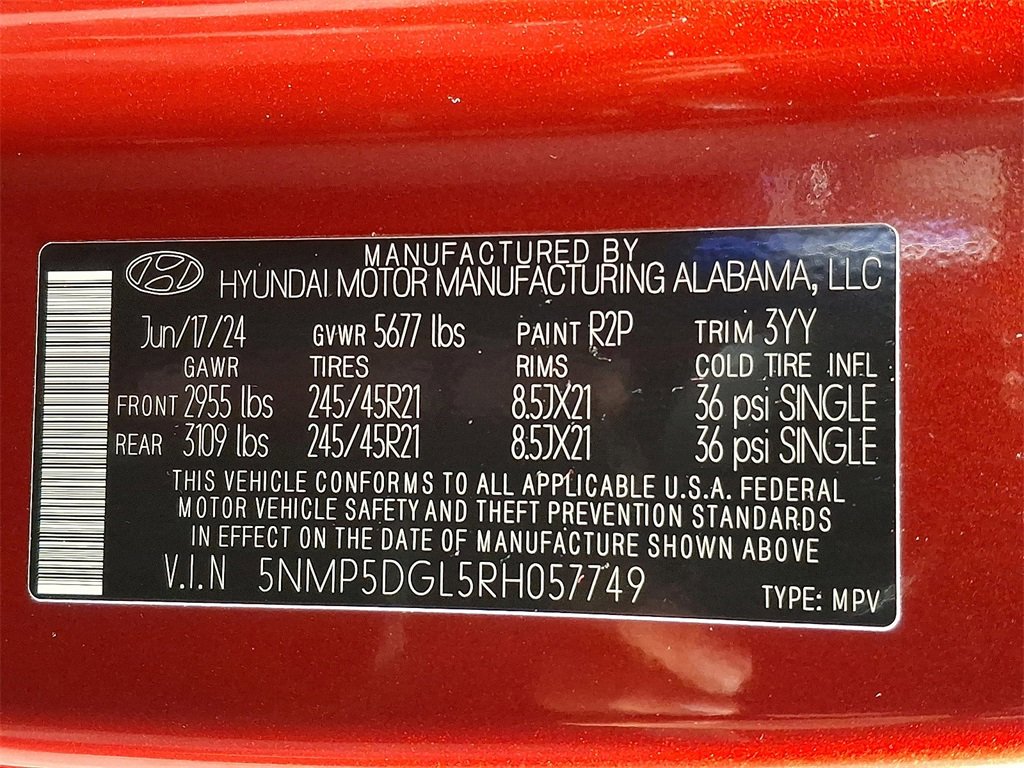 MANUFACTURED BY
HYUNDAI MOTOR MANUFACTURING ALABAMA, LLC
Jun/17/24 GVWR 5677 lbs PAINT R2P TRIM 3YY
GAWR TIRES RIMS COLD TIRE INFL
FRONT 2955 lbs 245/45R21 8.5JX21 36 psi SINGLE
REAR 3109 lbs 245/45R21 8.5JX21 36 psi SINGLE
THIS VEHICLE CONFORMS TO ALL APPLICABLE U.S.A. FEDERAL
MOTOR VEHICLE SAFETY AND THEFT PREVENTION STANDARDS
IN EFFECT ON THE DATE OF MANUFACTURE SHOWN ABOVE
V.I.N 5NMP5DGL5RH057749
TYPE: MPV